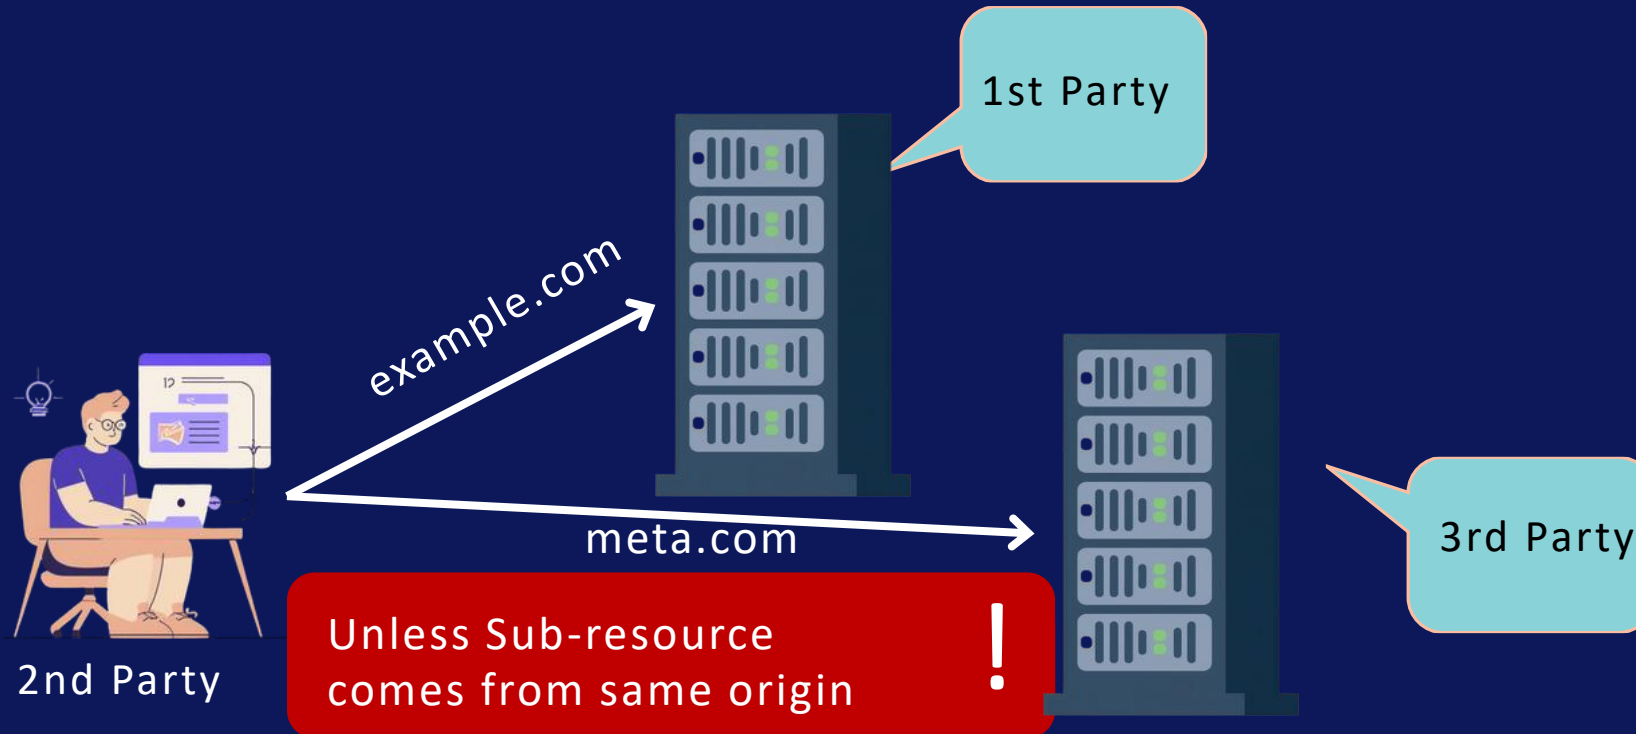 1st Party
example.com
meta.com
3rd Party
Unless Sub-resource
comes from same origin
!
2nd Party